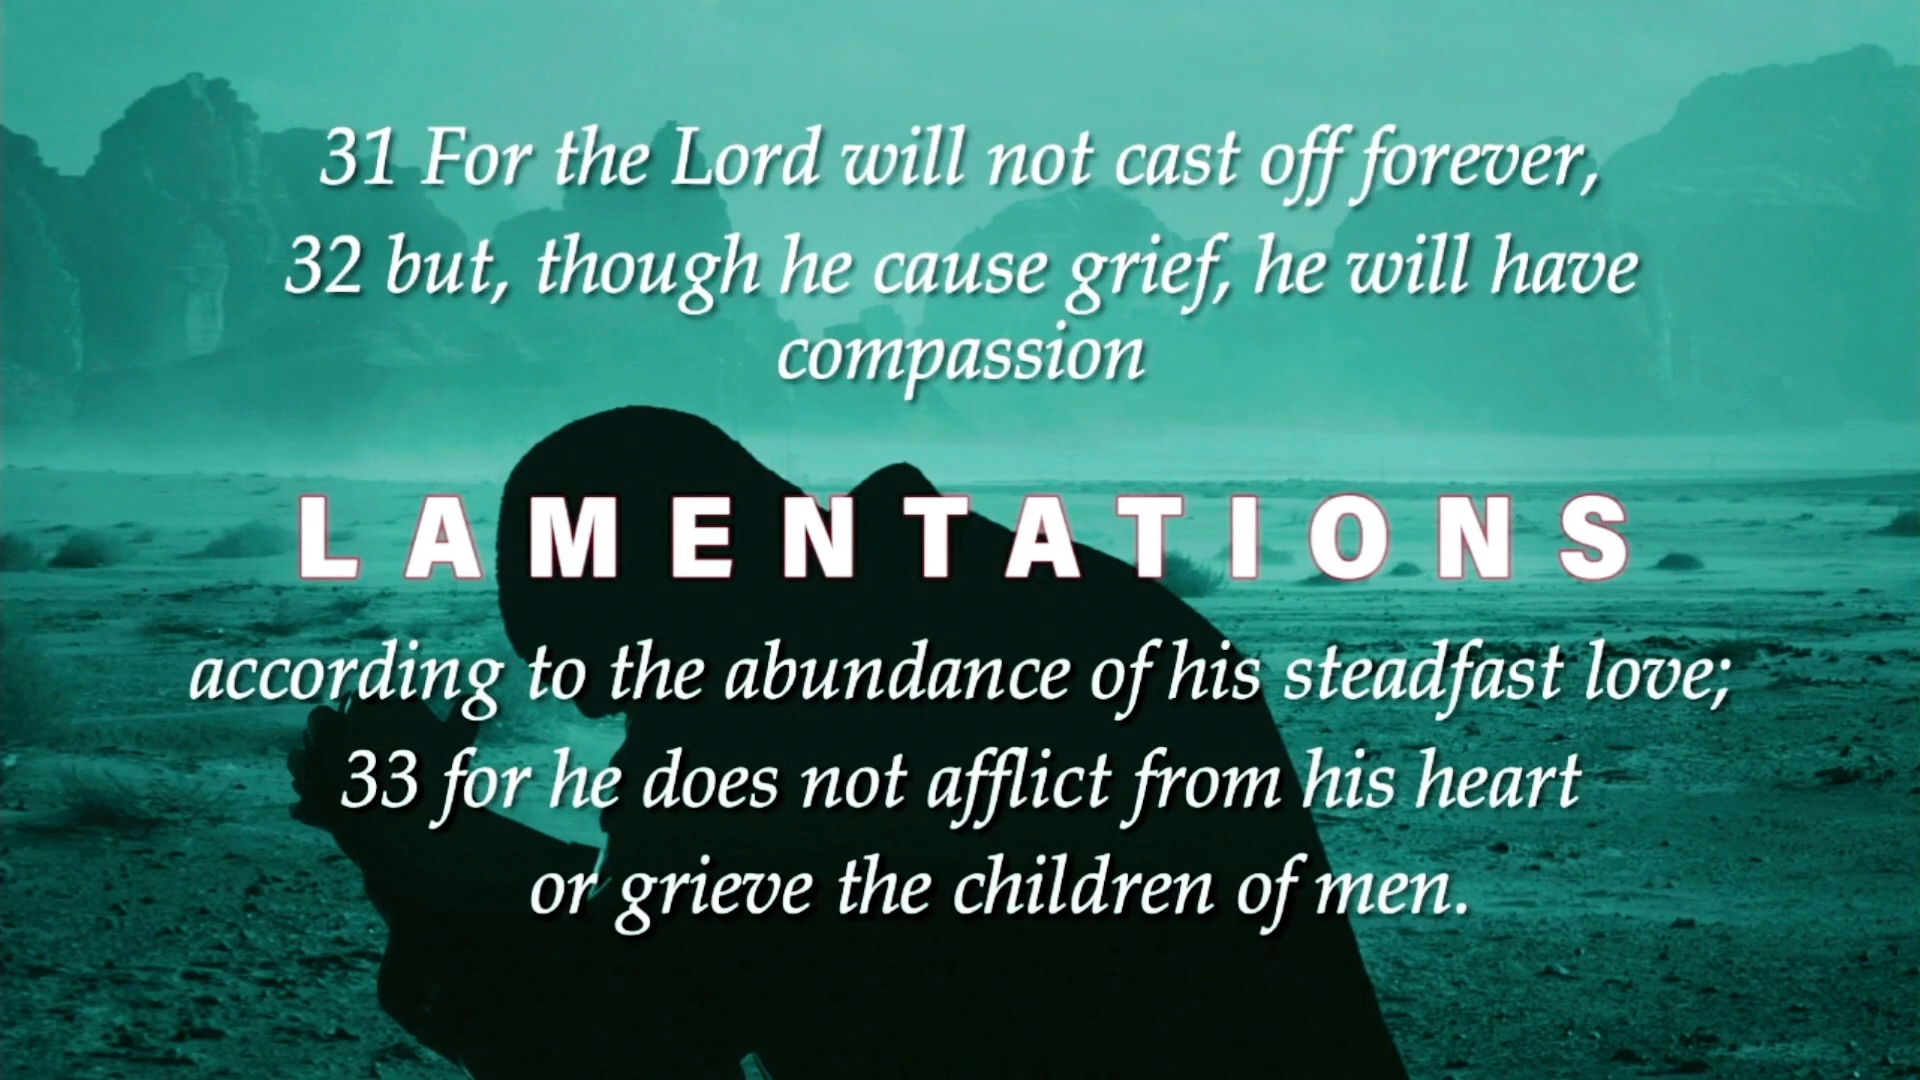 31 For the Lord will not cast off forever,
32 but, though he cause grief, he will have
compassion
LAMENTATIONS
according to the abundance of his steadfast love;
33 for he does not afflict from his heart
or grieve the children of men.